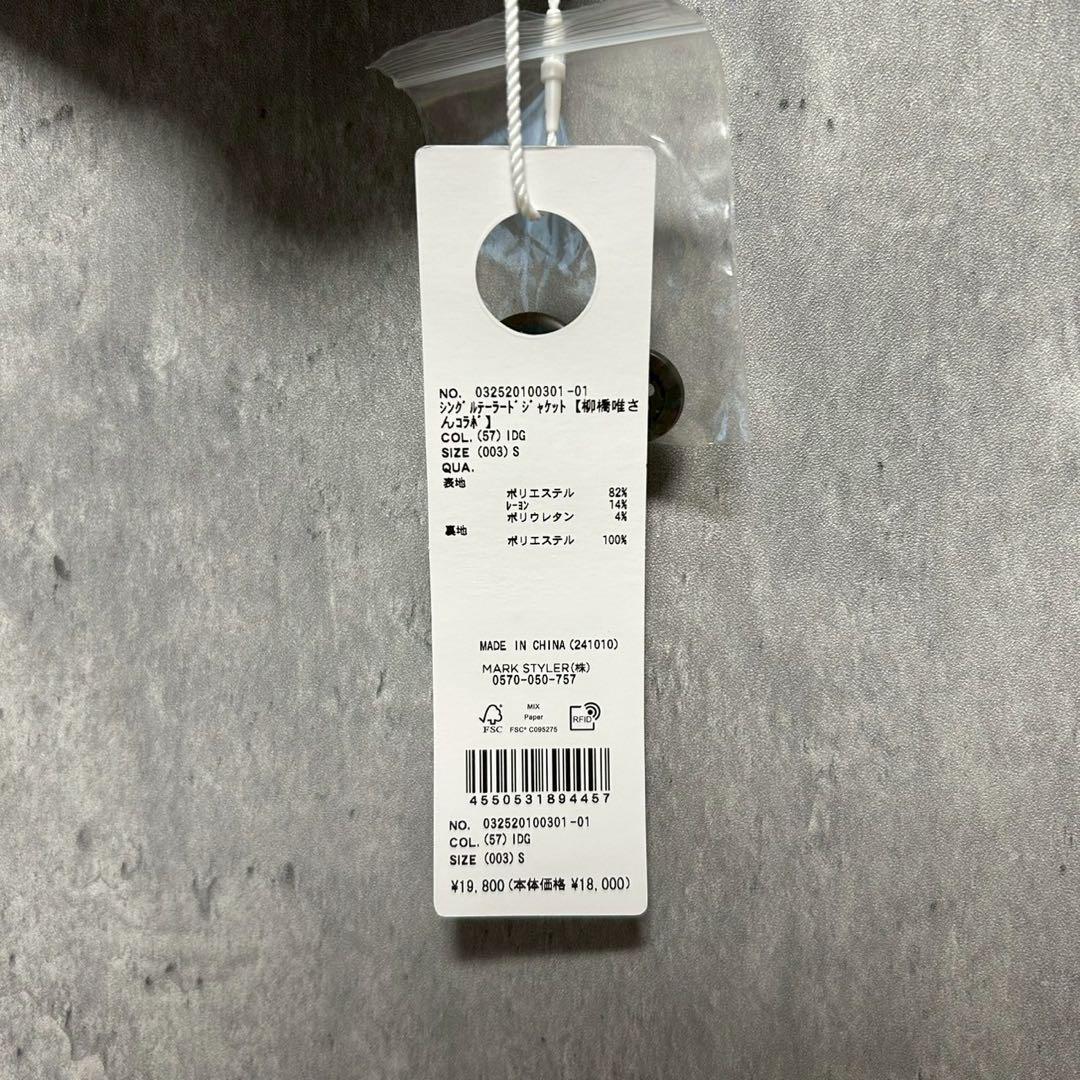 NO. 032520100301-01
ｼﾝｸﾞﾙﾃｰﾗｰﾄﾞｼﾞｬｹｯﾄ【柳橋唯さ
んｺﾗﾎﾞ】
COL. (57) IDG
SIZE (003) S
QUA.
表地
ポリエステル 82%
ﾚｰﾖﾝ 14%
ポリウレタン 4%
裏地
ポリエステル 100%
MADE IN CHINA (241010)
MARK STYLER(株)
0570-050-757
MIX
Paper
FSC® C095275
FSC
RFID
4550531894457
NO. 032520100301-01
COL. (57) IDG
SIZE (003) S
¥19,800 (本体価格 ¥18,000)